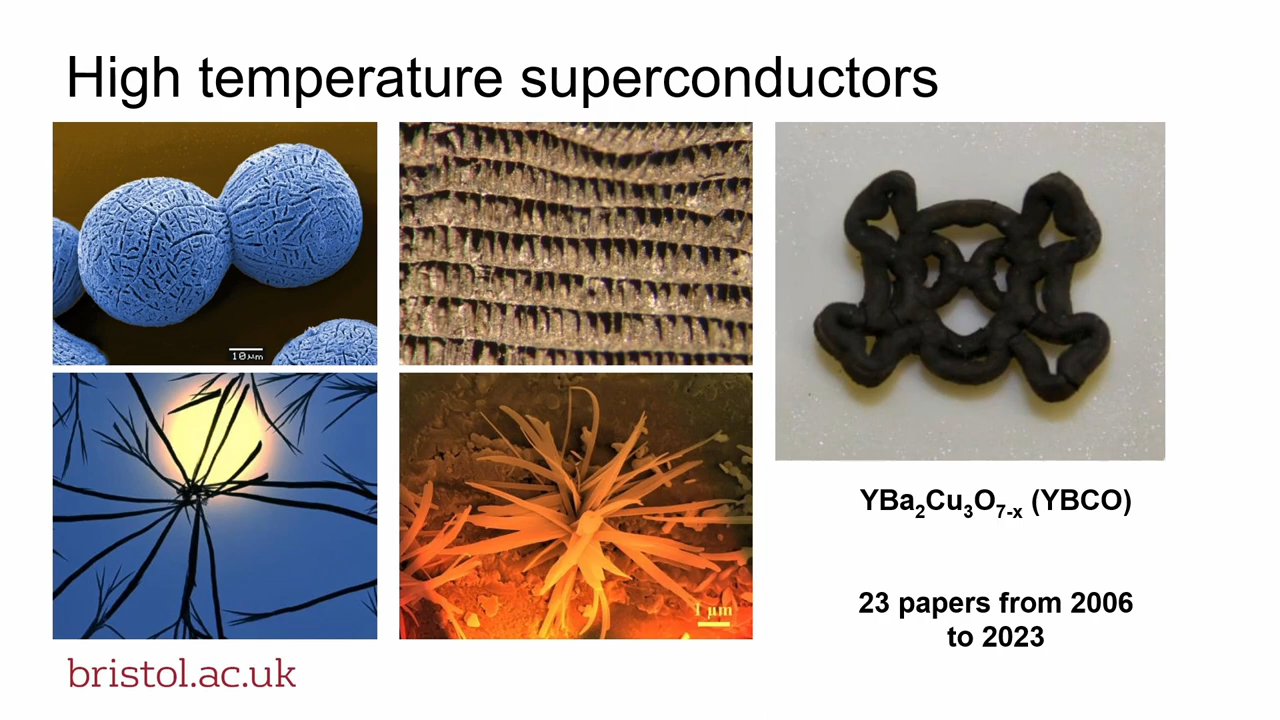 High temperature superconductors
10μm
1 μm
YBa₂Cu₃O₇₋ₓ (YBCO)
23 papers from 2006
to 2023
bristol.ac.uk